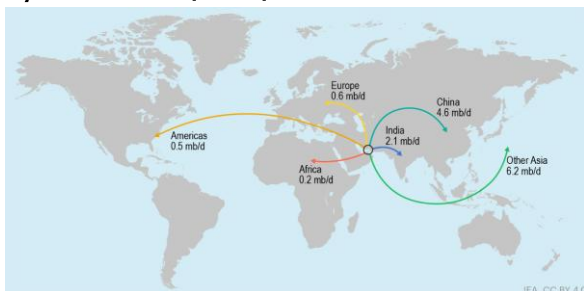 Europe
0.6 mb/d
China
4.6 mb/d
Americas
0.5 mb/d
India
2.1 mb/d
Africa
0.2 mb/d
Other Asia
6.2 mb/d
IEA. CC BY 4.0